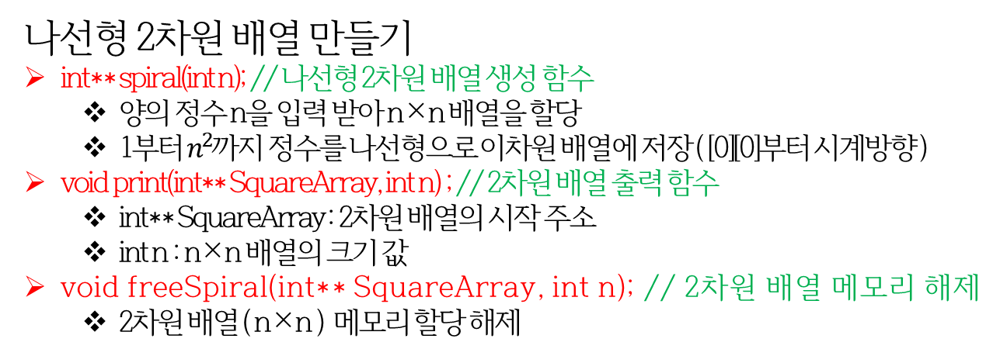 나선형 2차원 배열 만들기
➢ int** spiral(int n); // 나선형 2차원 배열 생성 함수
❖ 양의 정수 n을 입력 받아 n×n 배열을 할당
❖ 1부터 n²까지 정수를 나선형으로 이차원 배열에 저장 ( [0][0]부터 시계방향 )
➢ void print(int** SquareArray, int n) ; // 2차원 배열 출력 함수
❖ int** SquareArray : 2차원 배열의 시작 주소
❖ int n : n×n 배열의 크기 값
➢ void freeSpiral(int** SquareArray, int n); // 2차원 배열 메모리 해제
❖ 2차원 배열 ( n×n ) 메모리 할당 해제